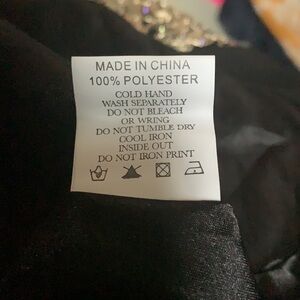 MADE IN CHINA
100% POLYESTER
COLD HAND
WASH SEPARATELY
DO NOT BLEACH
OR WRING
DO NOT TUMBLE DRY
COOL IRON
INSIDE OUT
DO NOT IRON PRINT